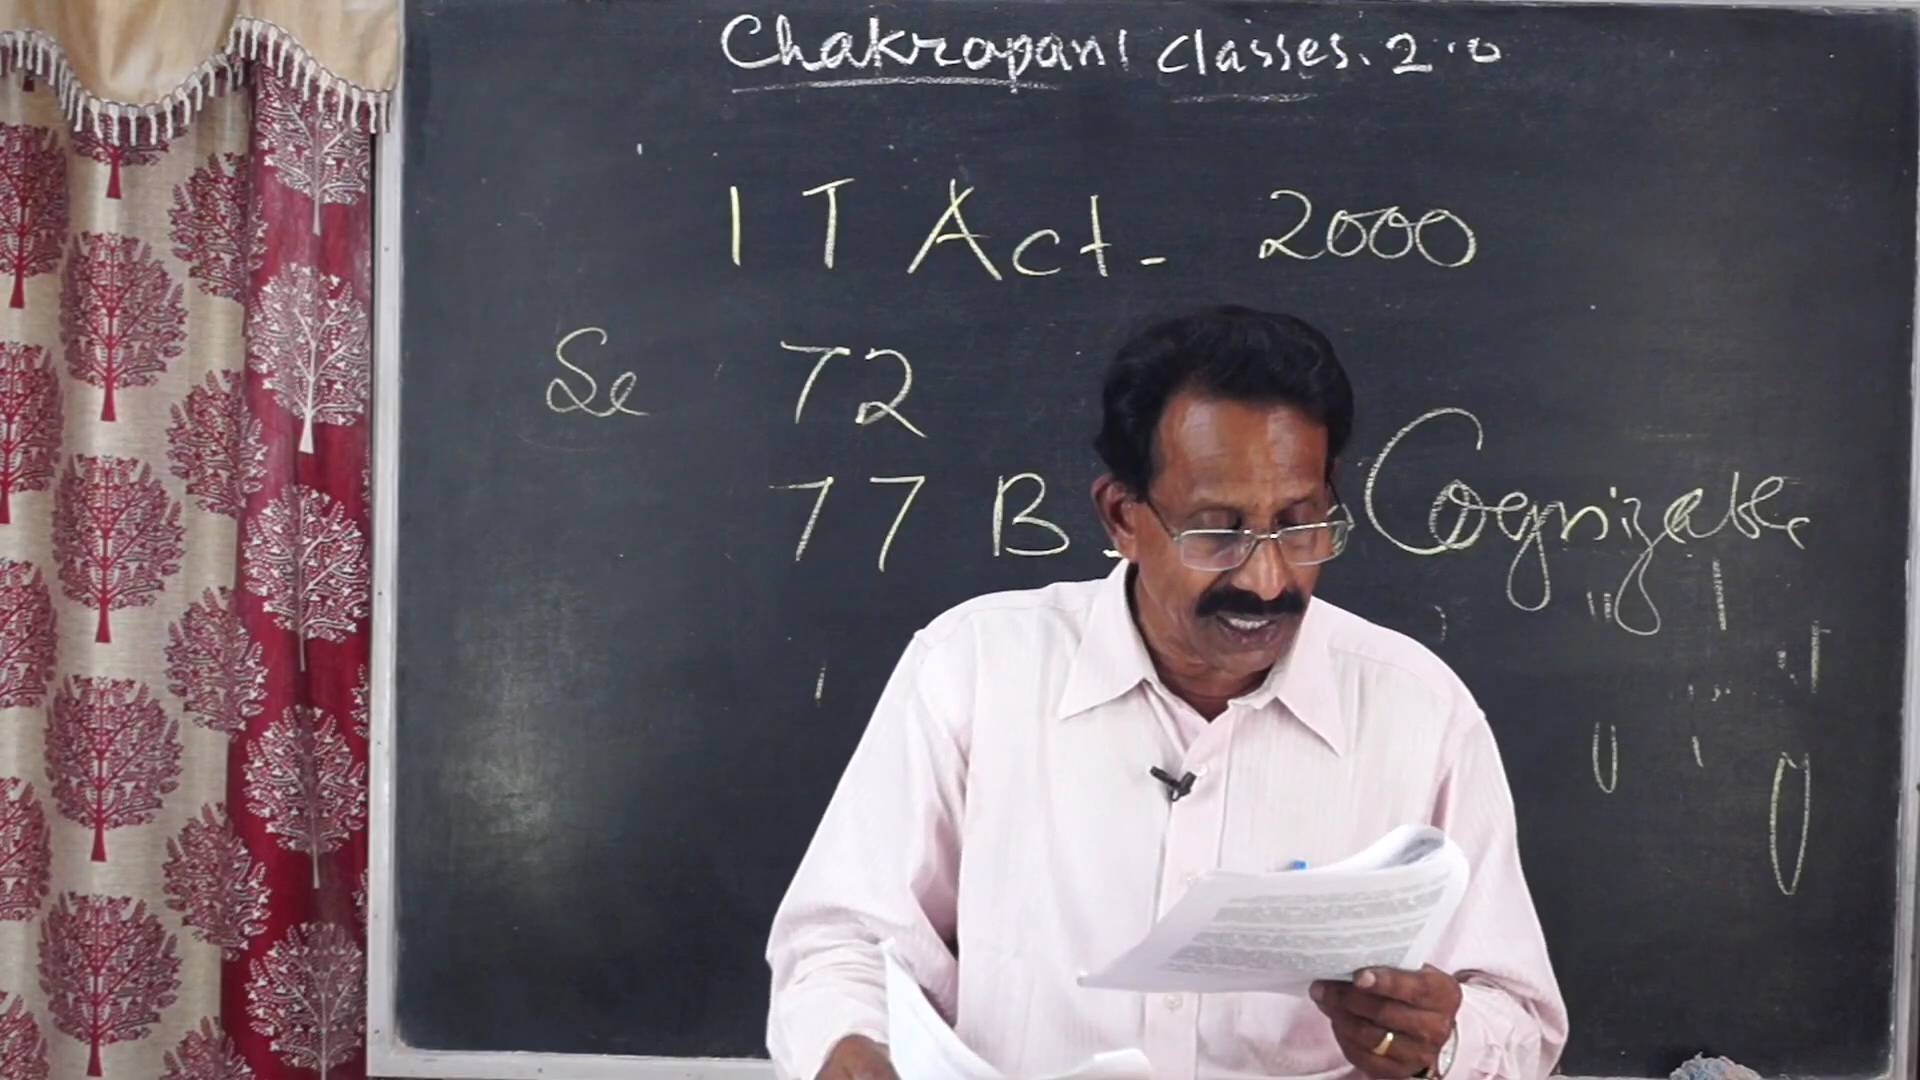 Chakrapani Classes. 2.0
IT Act - 2000
Se 72
77 B - Cognizable